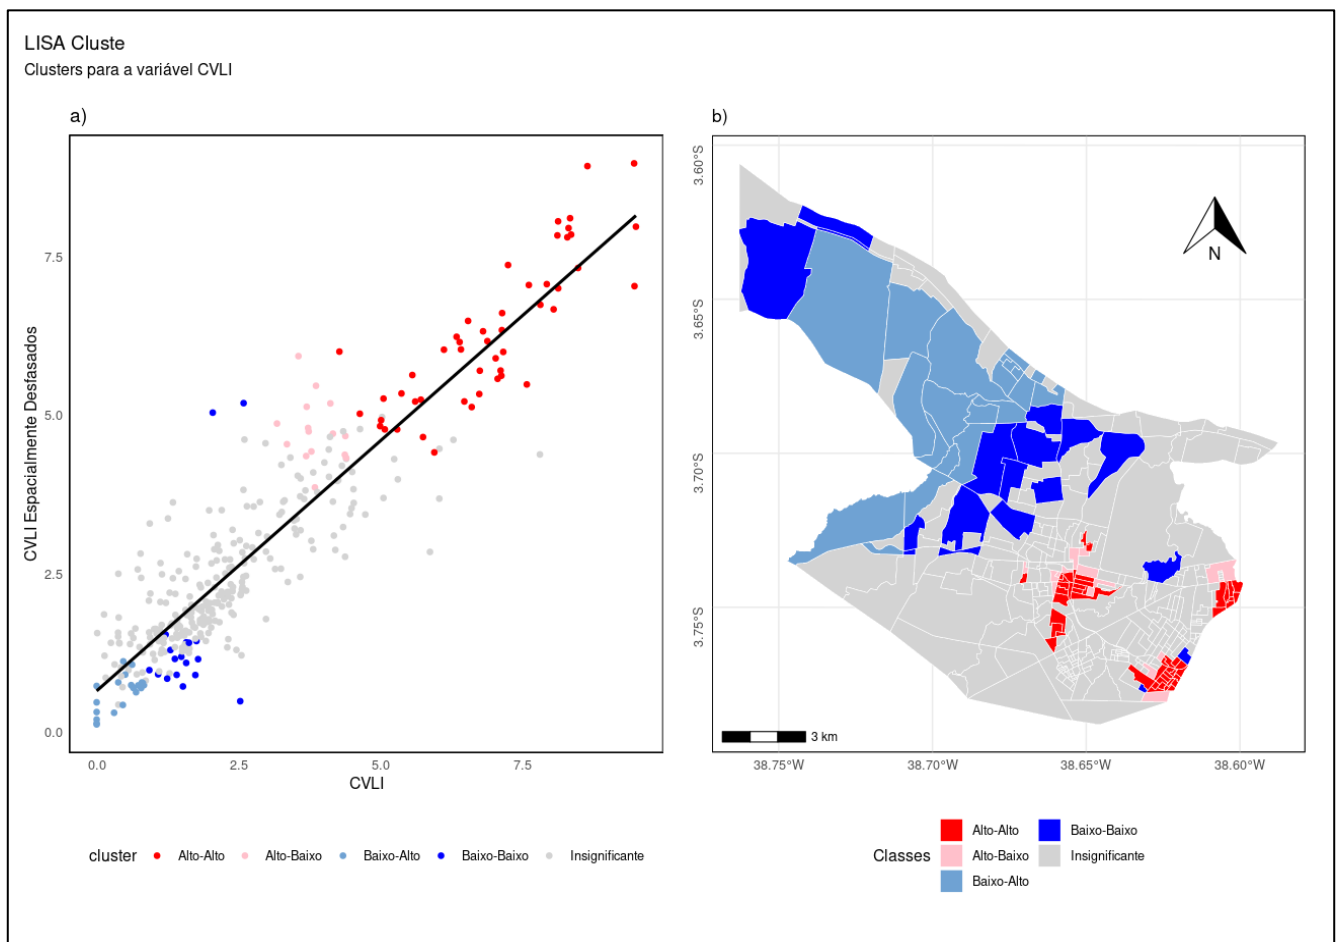 LISA Cluste
Clusters para a variável CVLI
a)
CVLI Espacialmente Desfasados
7.5
5.0
2.5
0.0
0.0 2.5 5.0 7.5
CVLI
cluster Alto-Alto Alto-Baixo Baixo-Alto Baixo-Baixo Insignificante
b)
3.60°S
3.65°S
3.70°S
3.75°S
N
3 km
38.75°W 38.70°W 38.65°W 38.60°W
Classes
Alto-Alto Baixo-Baixo
Alto-Baixo Insignificante
Baixo-Alto